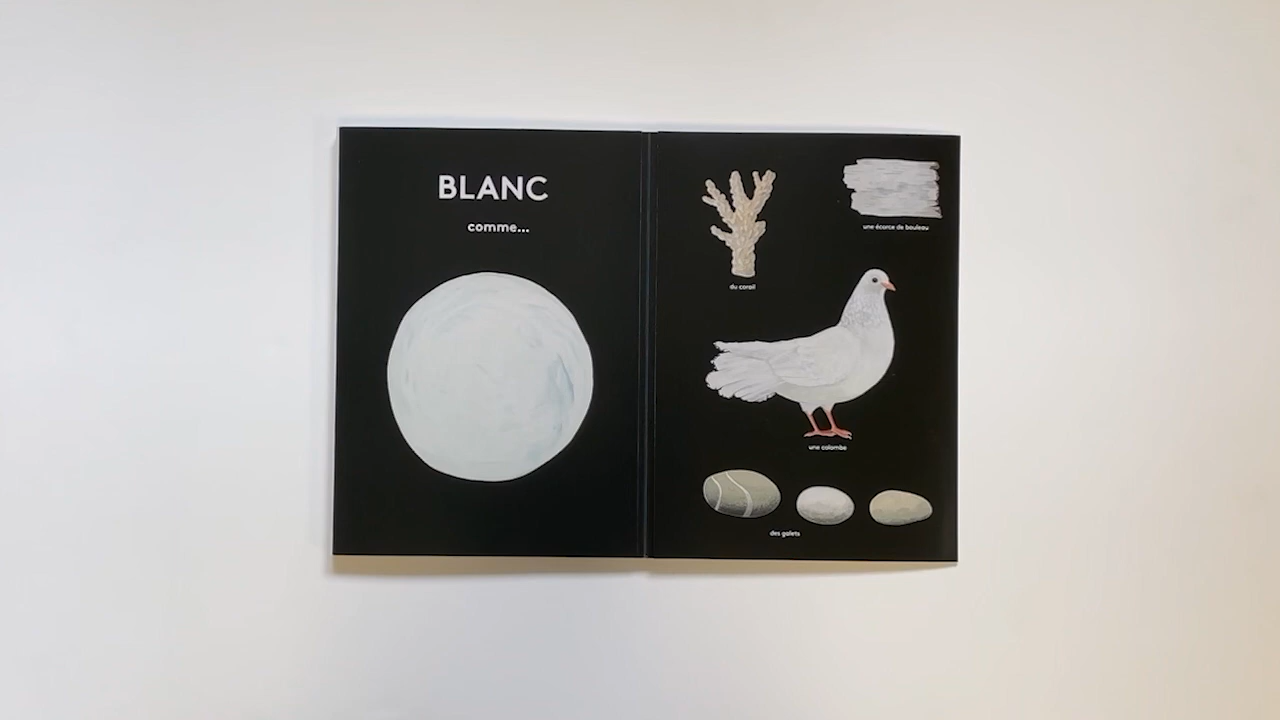 BLANC
comme...
du corail
une écorce de bouleau
une colombe
des galets